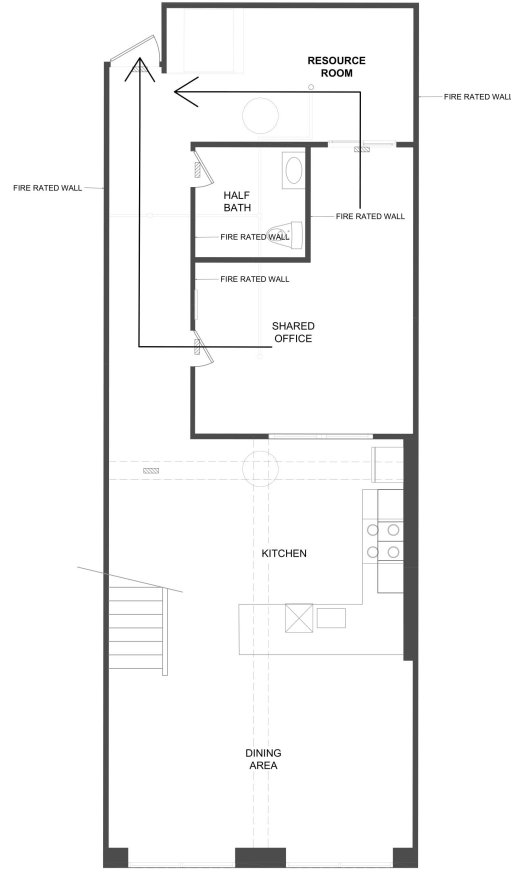 RESOURCE
ROOM
FIRE RATED WALL
FIRE RATED WALL
HALF
BATH
FIRE RATED WALL
FIRE RATED WALL
FIRE RATED WALL
SHARED
OFFICE
KITCHEN
DINING
AREA